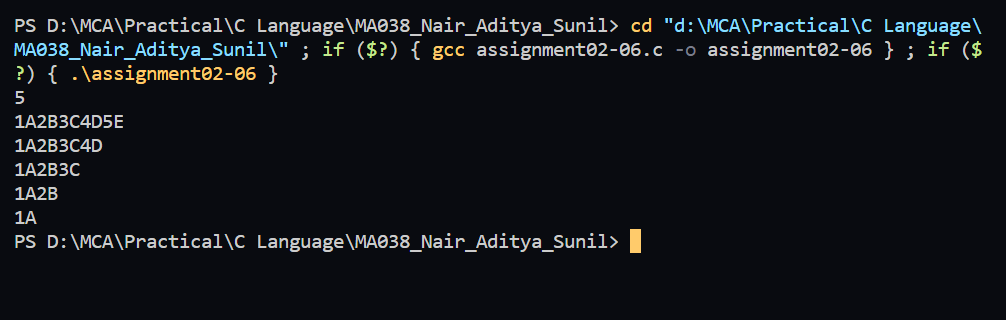 PS D:\MCA\Practical\C Language\MA038_Nair_Aditya_Sunil> cd "d:\MCA\Practical\C Language\
MA038_Nair_Aditya_Sunil\" ; if ($?) { gcc assignment02-06.c -o assignment02-06 } ; if ($
?) { .\assignment02-06 }
5
1A2B3C4D5E
1A2B3C4D
1A2B3C
1A2B
1A
PS D:\MCA\Practical\C Language\MA038_Nair_Aditya_Sunil>